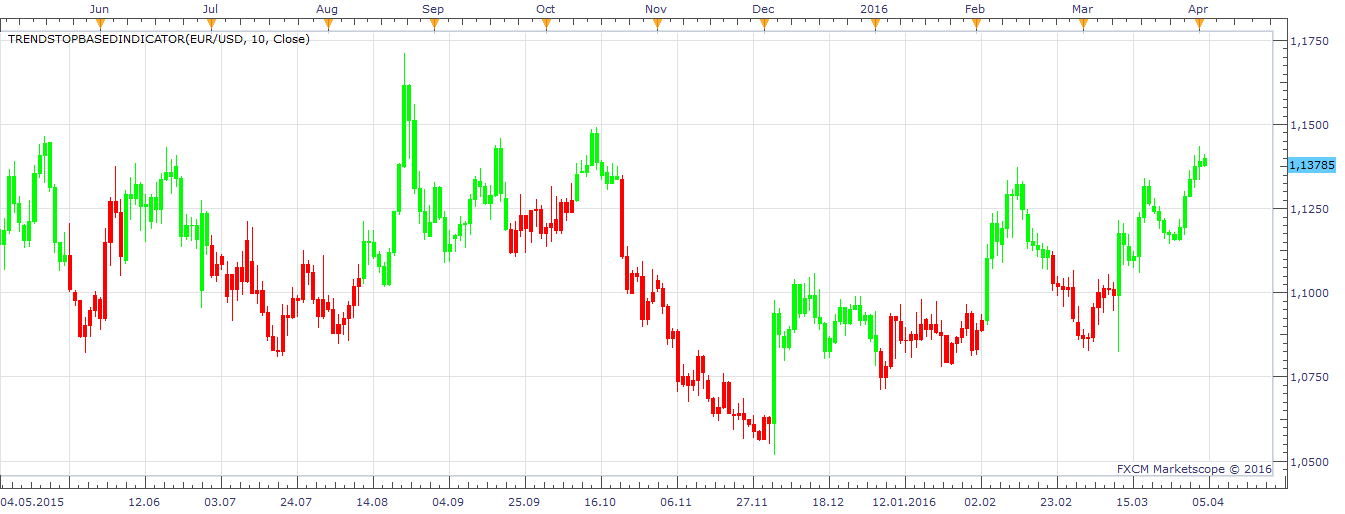 Jun Jul Aug Sep Oct Nov Dec 2016 Feb Mar Apr
TRENDSTOPBASEDINDICATOR(EUR/USD, 10, Close)
1,1750
1,1500
1,13785
1,1250
1,1000
1,0750
1,0500
FXCM Marketscope © 2016
04.05.2015 12.06 03.07 24.07 14.08 04.09 25.09 16.10 06.11 27.11 18.12 12.01.2016 02.02 23.02 15.03 05.04